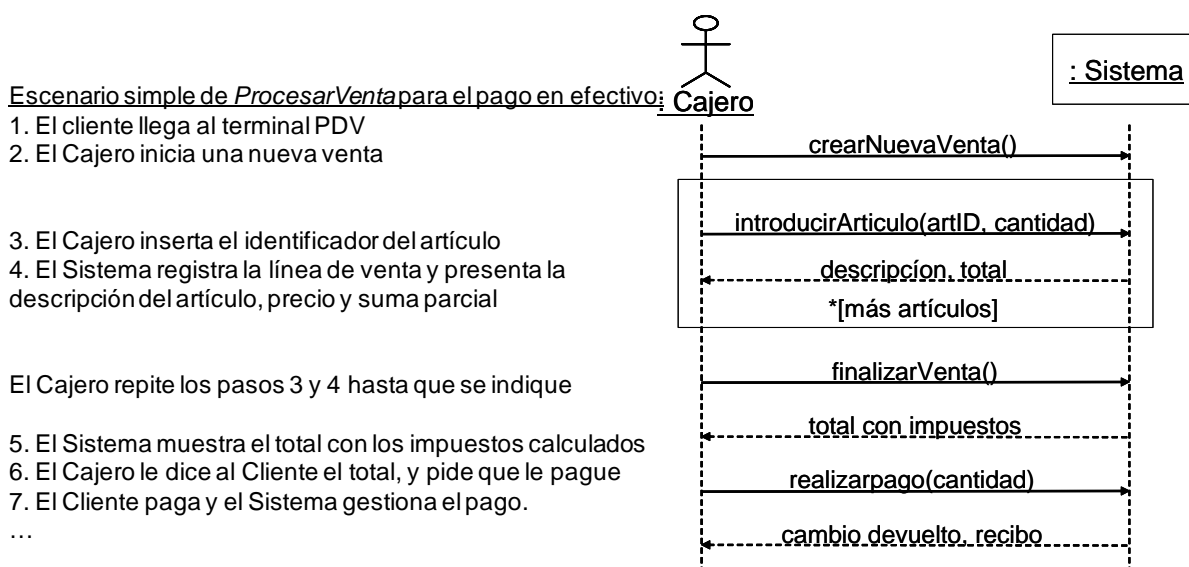 Escenario simple de ProcesarVenta para el pago en efectivo:
1. El cliente llega al terminal PDV
2. El Cajero inicia una nueva venta
3. El Cajero inserta el identificador del artículo
4. El Sistema registra la línea de venta y presenta la
descripción del artículo, precio y suma parcial
El Cajero repite los pasos 3 y 4 hasta que se indique
5. El Sistema muestra el total con los impuestos calculados
6. El Cajero le dice al Cliente el total, y pide que le pague
7. El Cliente paga y el Sistema gestiona el pago.
…
: Cajero
: Sistema
crearNuevaVenta()
introducirArticulo(artID, cantidad)
descripcíon, total
*[más artículos]
finalizarVenta()
total con impuestos
realizarpago(cantidad)
cambio devuelto, recibo